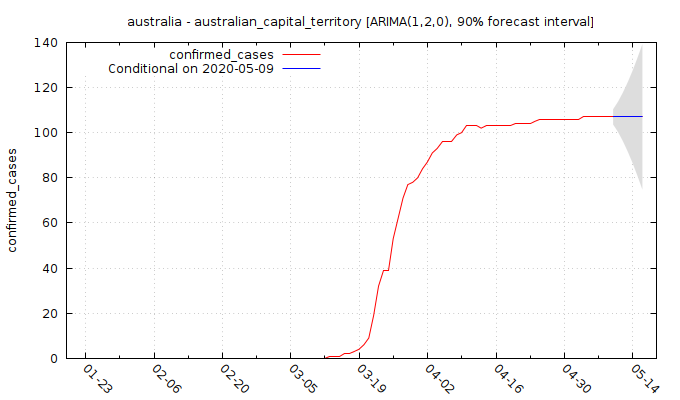 australia - australian_capital_territory [ARIMA(1,2,0), 90% forecast interval]
confirmed_cases
Conditional on 2020-05-09
confirmed_cases
140
120
100
80
60
40
20
0
01-23 02-06 02-20 03-05 03-19 04-02 04-16 04-30 05-14